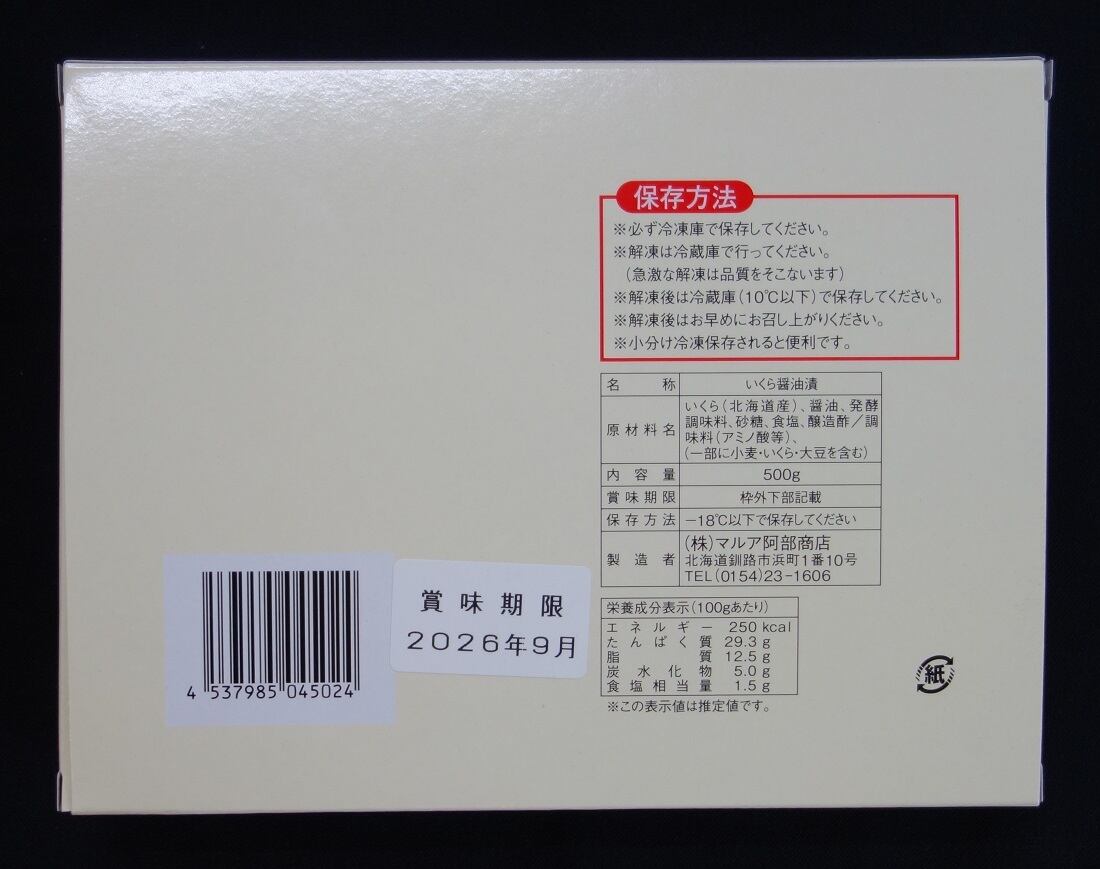 保存方法
※必ず冷凍庫で保存してください。
※解凍は冷蔵庫で行ってください。
（急激な解凍は品質をそこないます）
※解凍後は冷蔵庫（10℃以下）で保存してください。
※解凍後はお早めにお召し上がりください。
※小分け冷凍保存されると便利です。
名称 いくら醤油漬
原材料名 いくら（北海道産）、醤油、発酵
調味料、砂糖、食塩、醸造酢／調
味料（アミノ酸等）、
（一部に小麦・いくら・大豆を含む）
内容量 500g
賞味期限 枠外下部記載
保存方法 －18℃以下で保存してください
製造者 （株）マルア阿部商店
北海道釧路市浜町1番10号
TEL（0154）23-1606
栄養成分表示（100gあたり）
エネルギー 250 kcal
たんぱく質 29.3 g
脂質 12.5 g
炭水化物 5.0 g
食塩相当量 1.5 g
※この表示値は推定値です。
紙
賞味期限
2026年9月
4 537985 045024